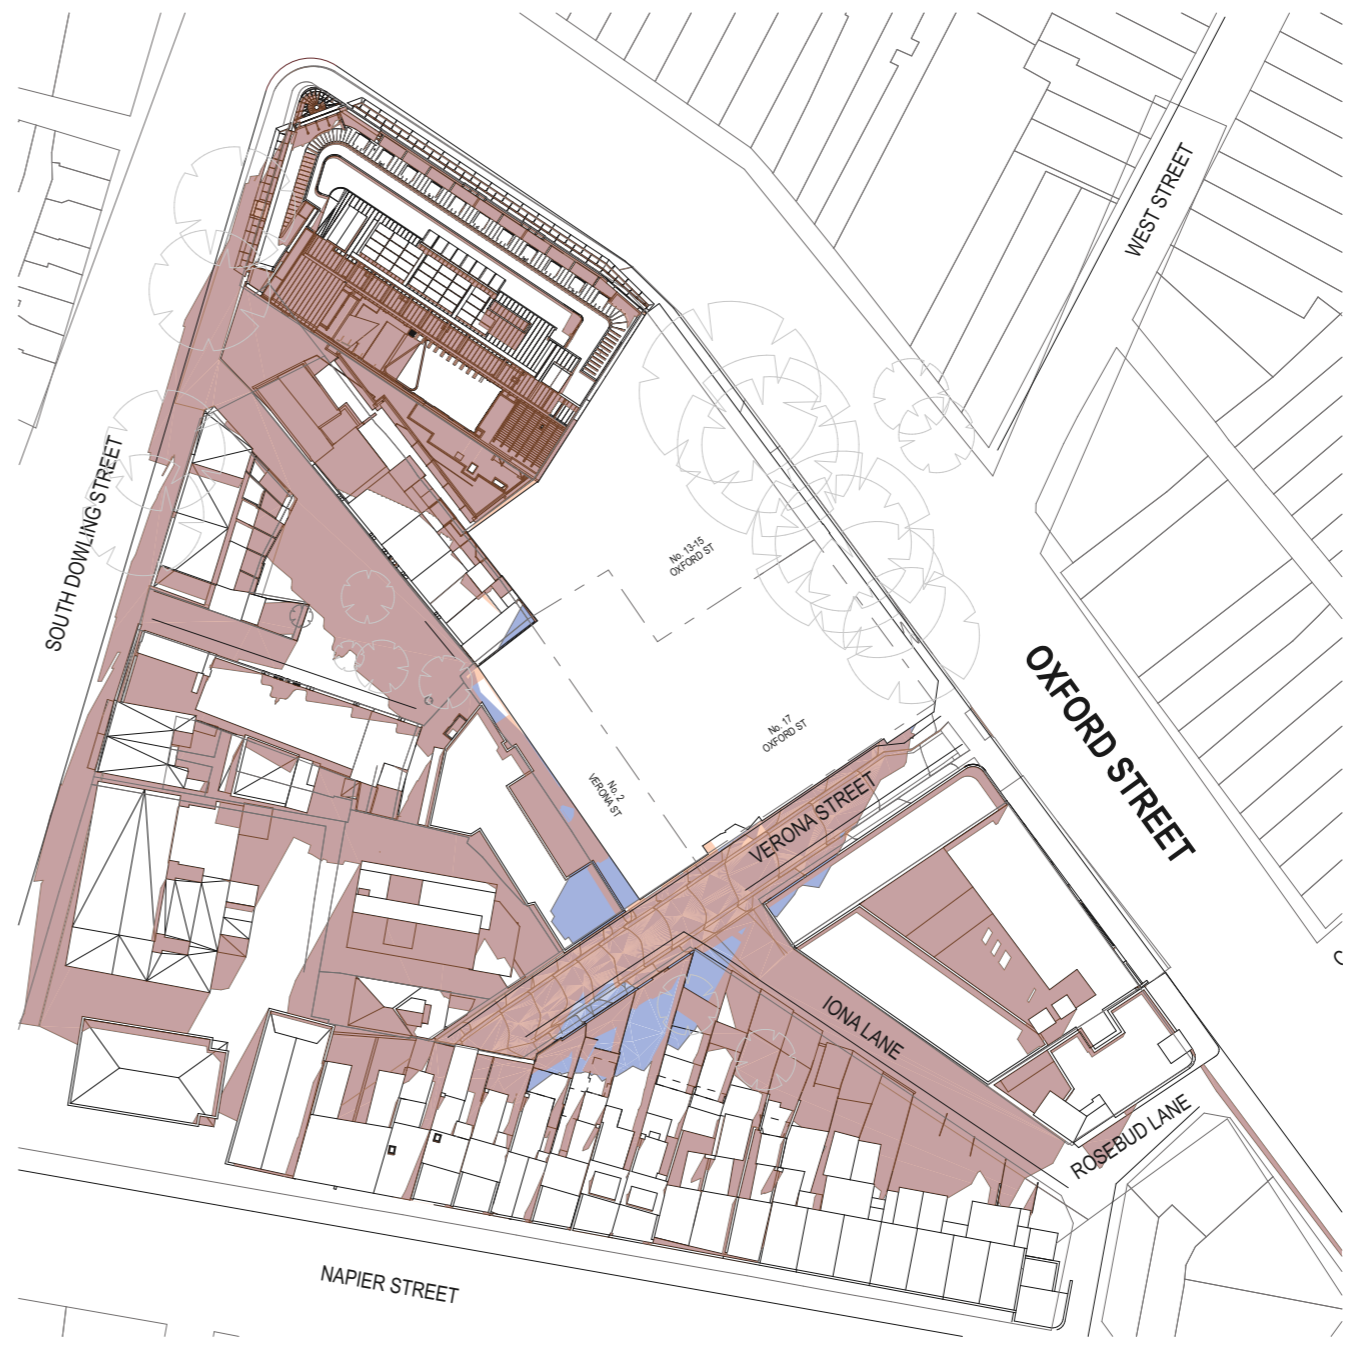 WEST STREET
SOUTH DOWLING STREET
No. 13-15
OXFORD ST
No. 17
OXFORD ST
No. 2
VERONA ST
OXFORD STREET
VERONA STREET
IONA LANE
ROSEBUD LANE
NAPIER STREET